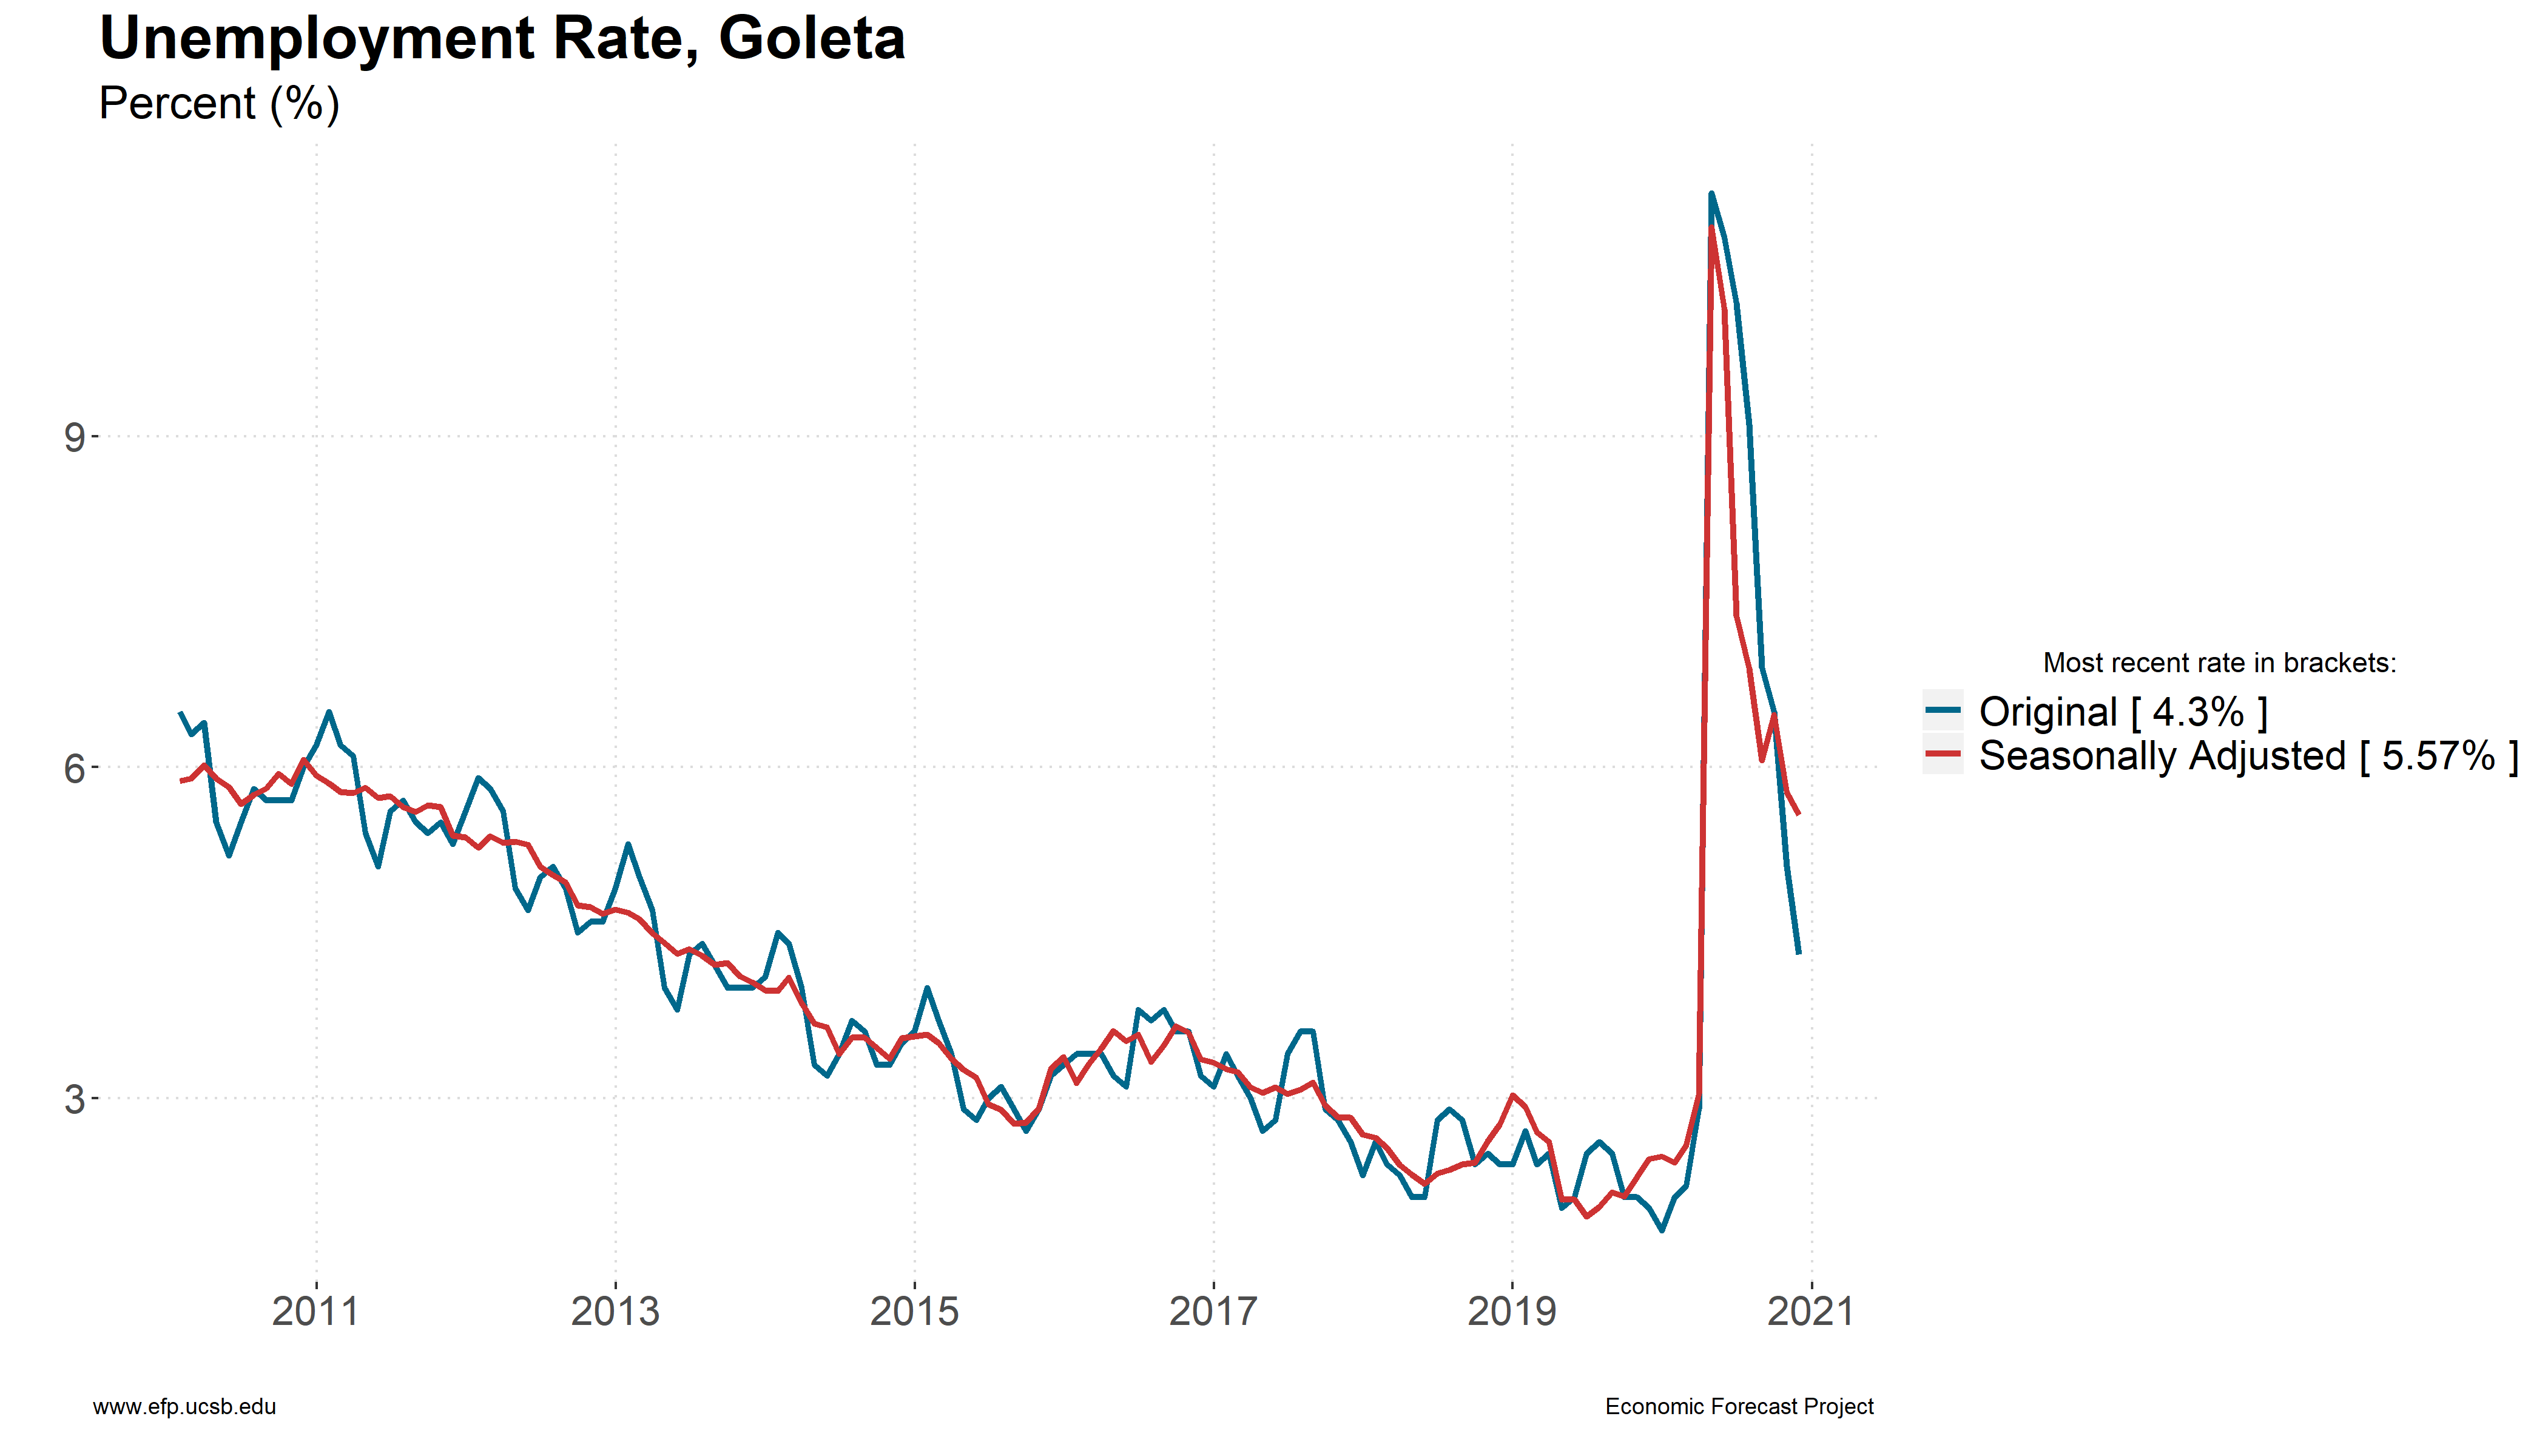 Unemployment Rate, Goleta
Percent (%)
9
6
3
2011
2013
2015
2017
2019
2021
Most recent rate in brackets:
Original [ 4.3% ]
Seasonally Adjusted [ 5.57% ]
www.efp.ucsb.edu
Economic Forecast Project